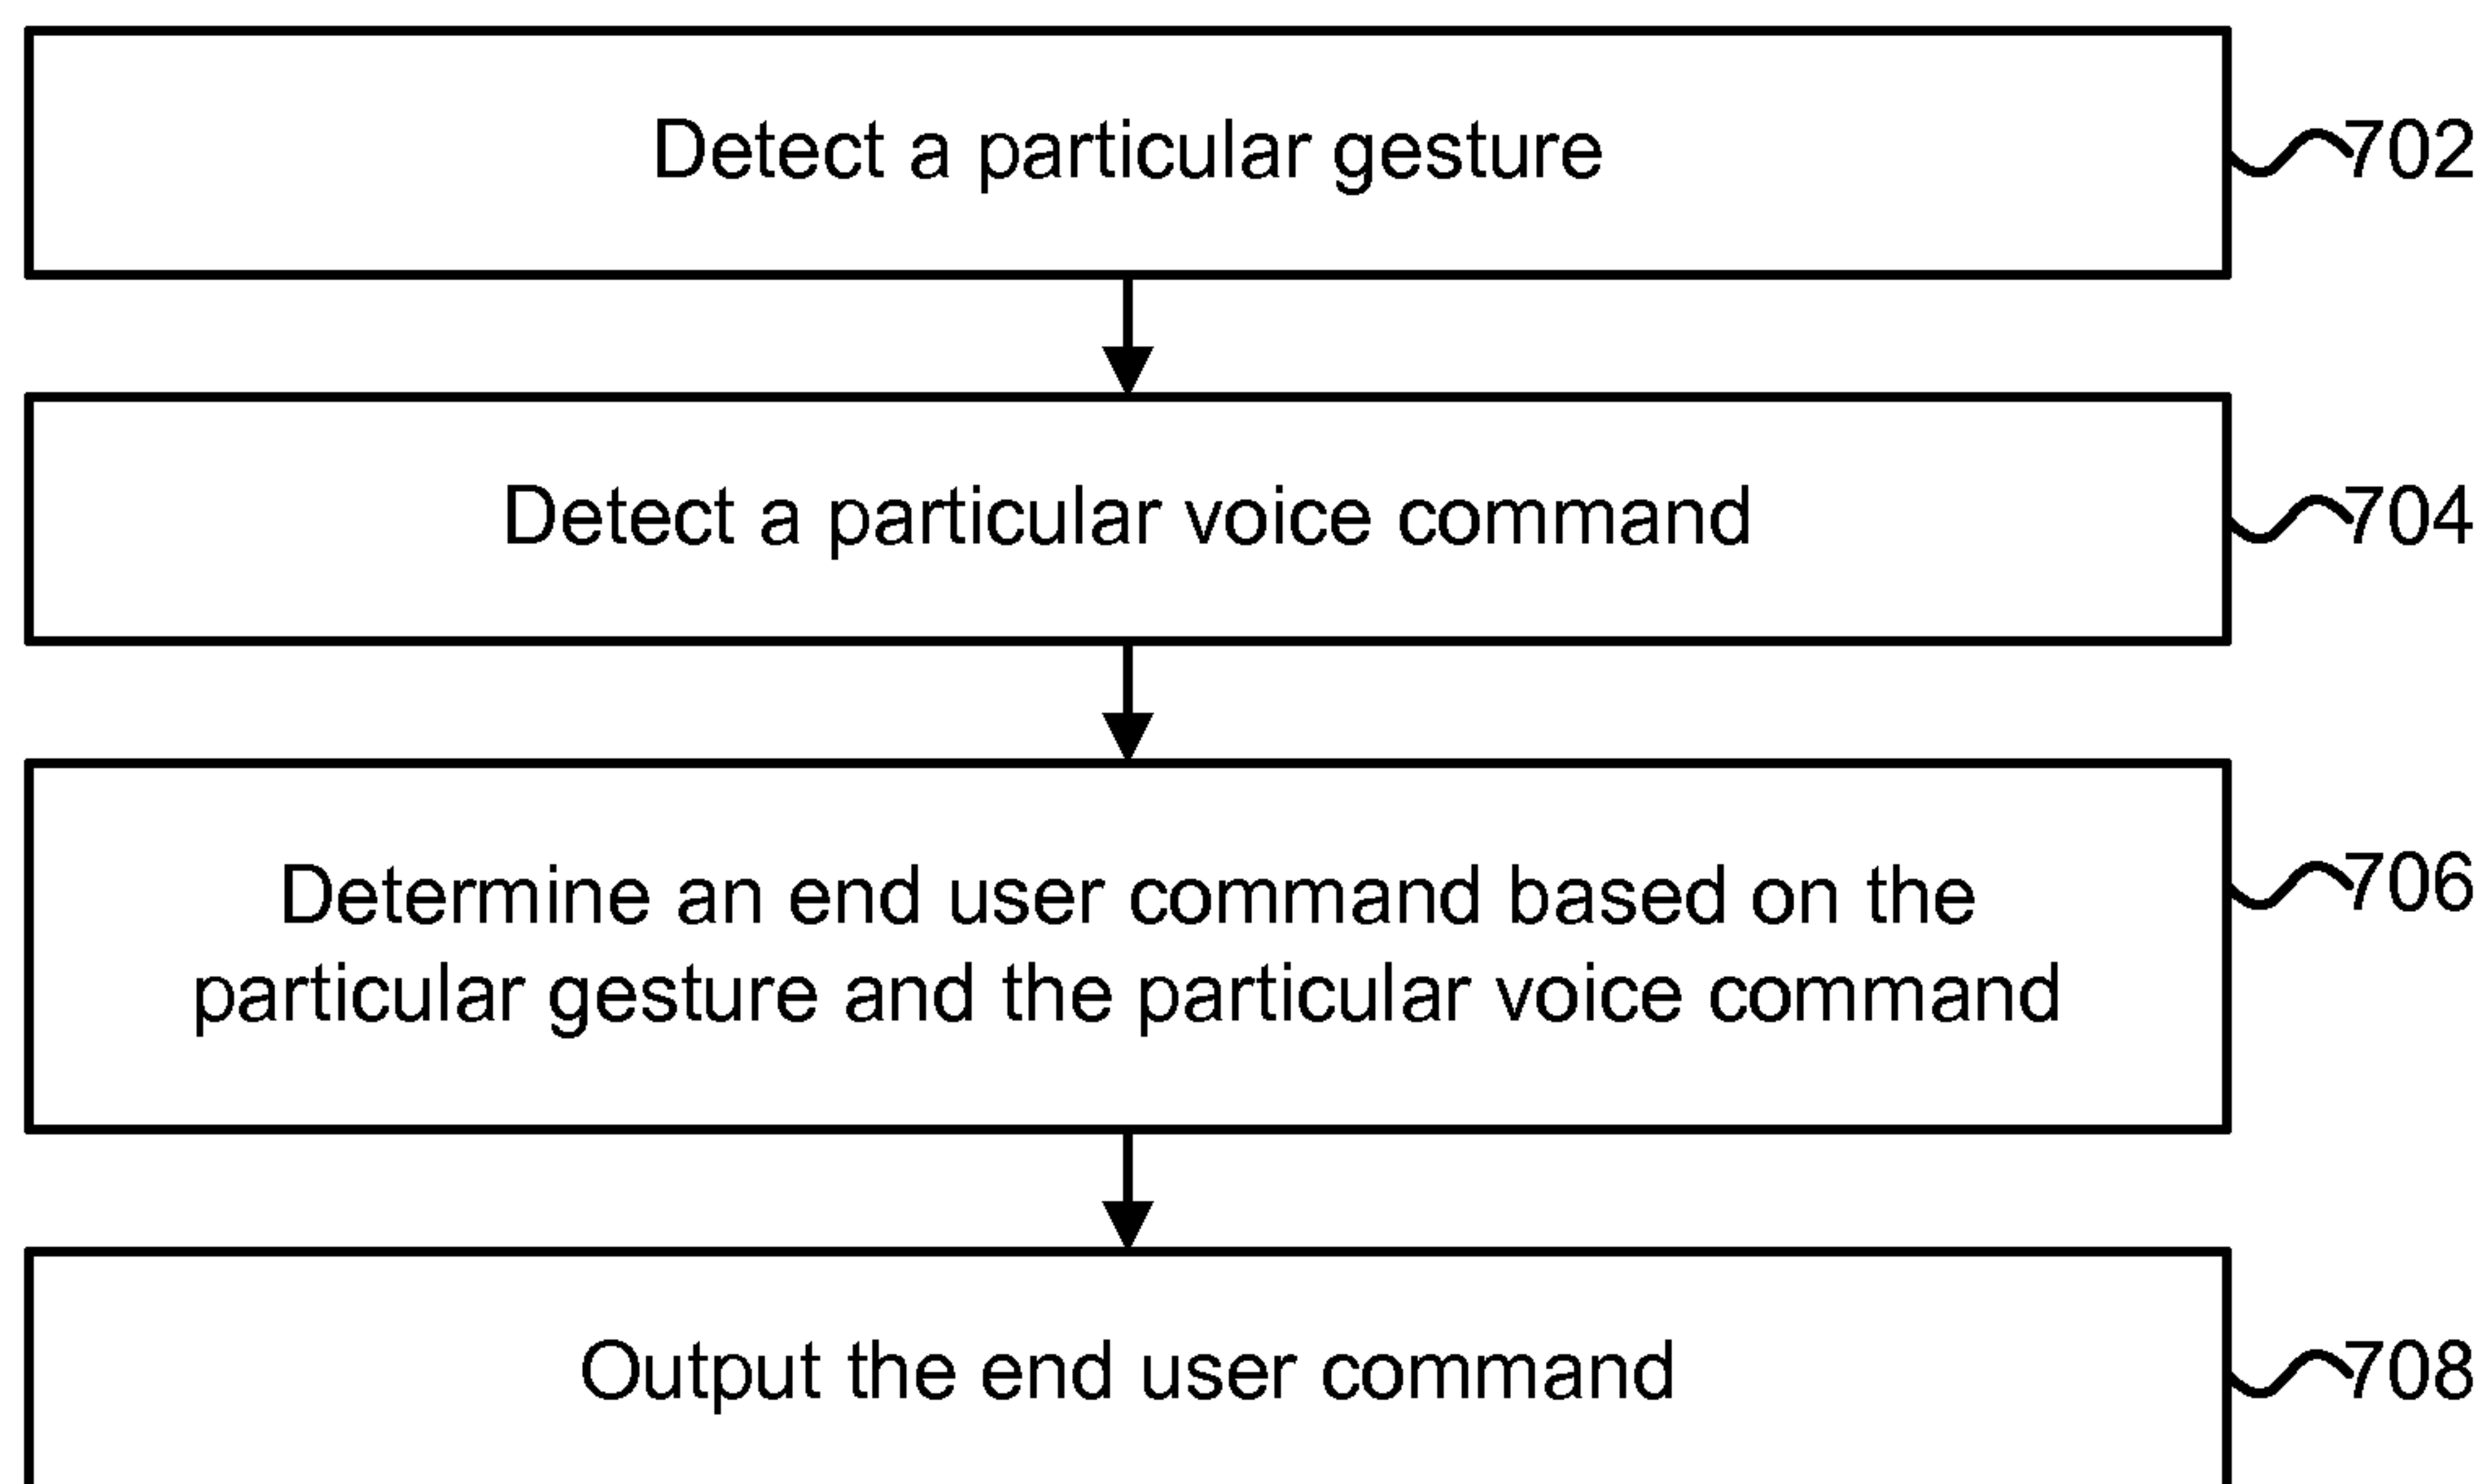 Detect a particular gesture
702
Detect a particular voice command
704
Determine an end user command based on the
particular gesture and the particular voice command
706
Output the end user command
708